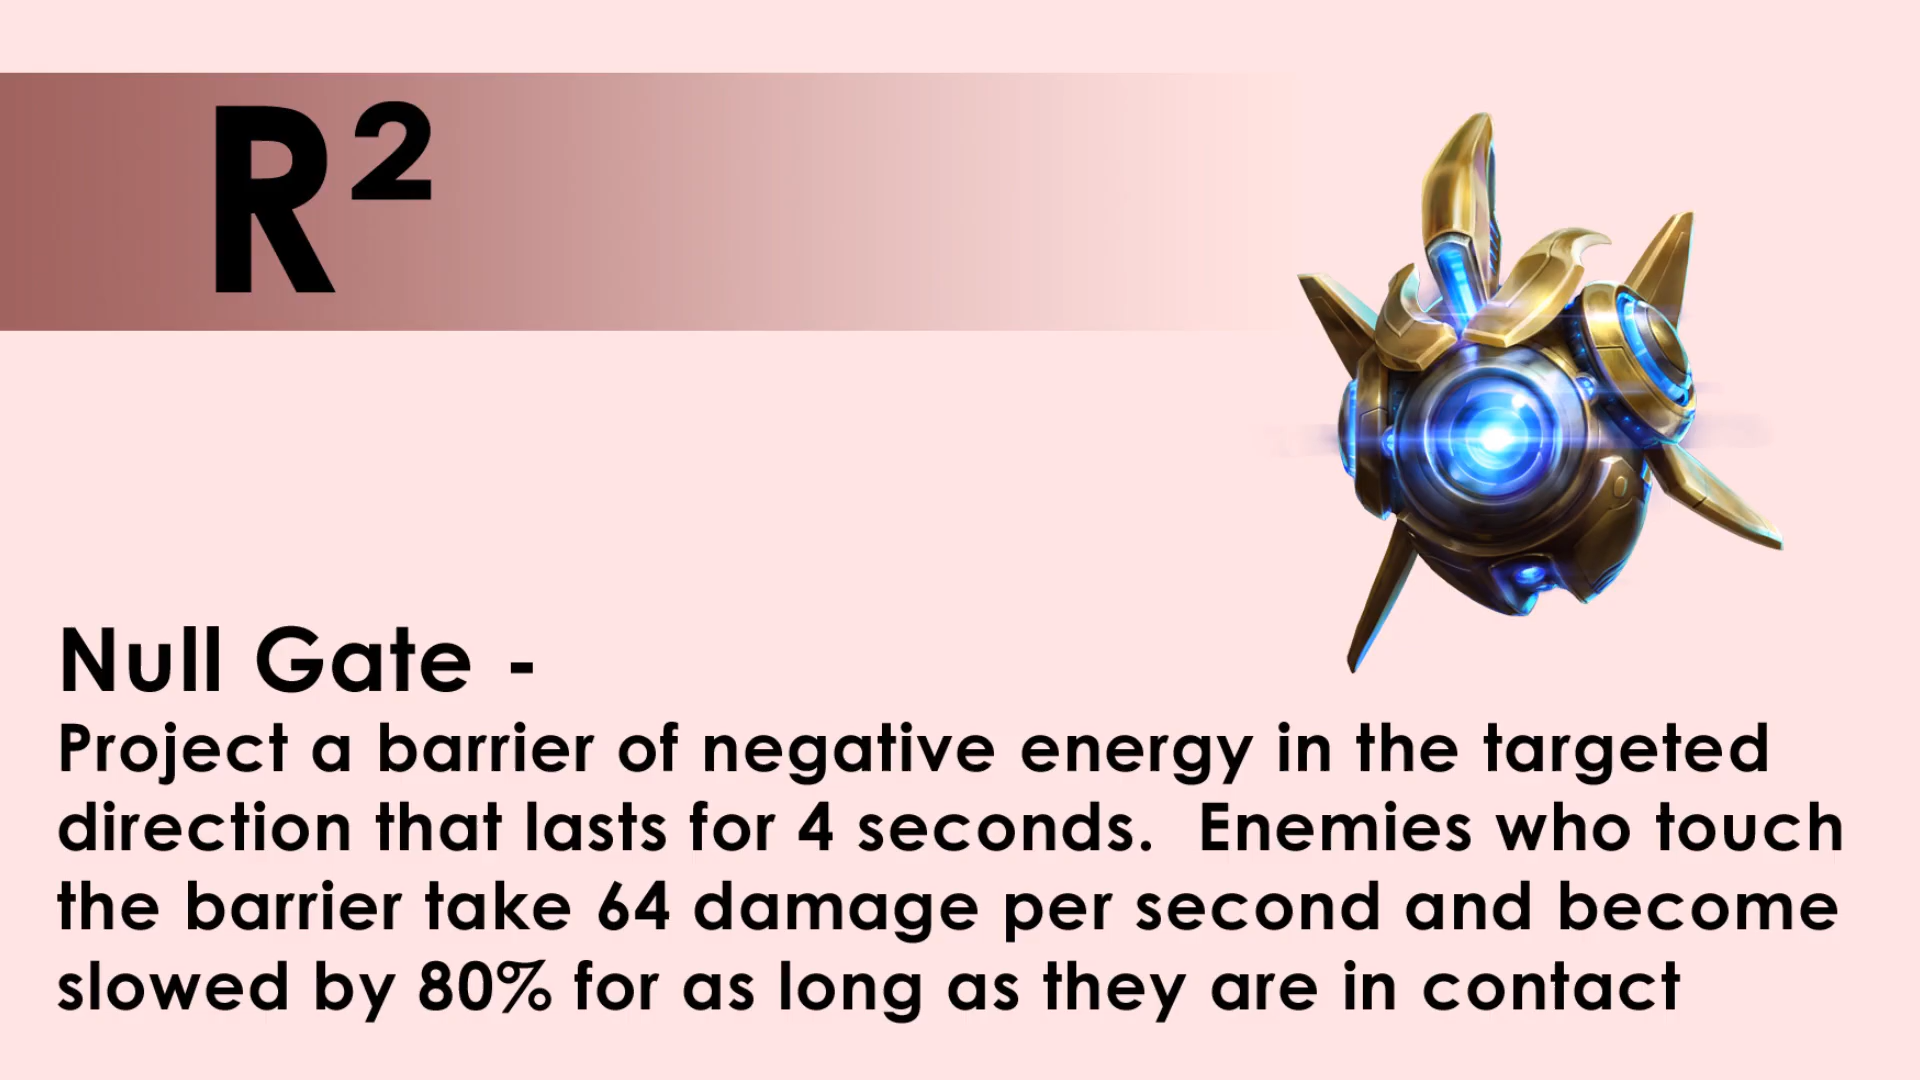 R²
Null Gate -
Project a barrier of negative energy in the targeted
direction that lasts for 4 seconds.  Enemies who touch
the barrier take 64 damage per second and become
slowed by 80% for as long as they are in contact